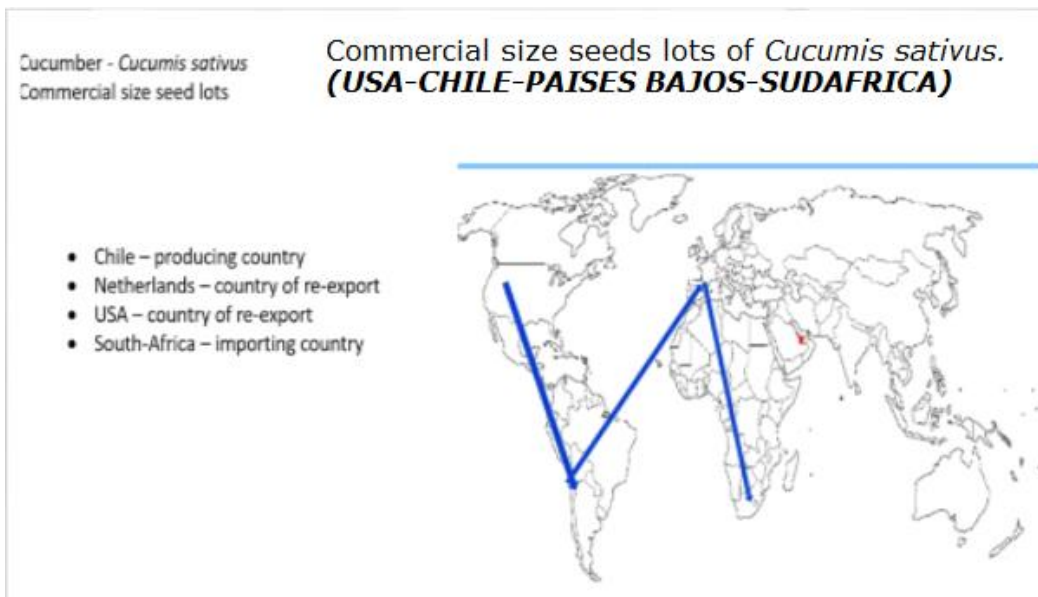 Cucumber - Cucumis sativus
Commercial size seed lots
Commercial size seeds lots of Cucumis sativus.
(USA-CHILE-PAISES BAJOS-SUDAFRICA)
• Chile – producing country
• Netherlands – country of re-export
• USA – country of re-export
• South-Africa – importing country